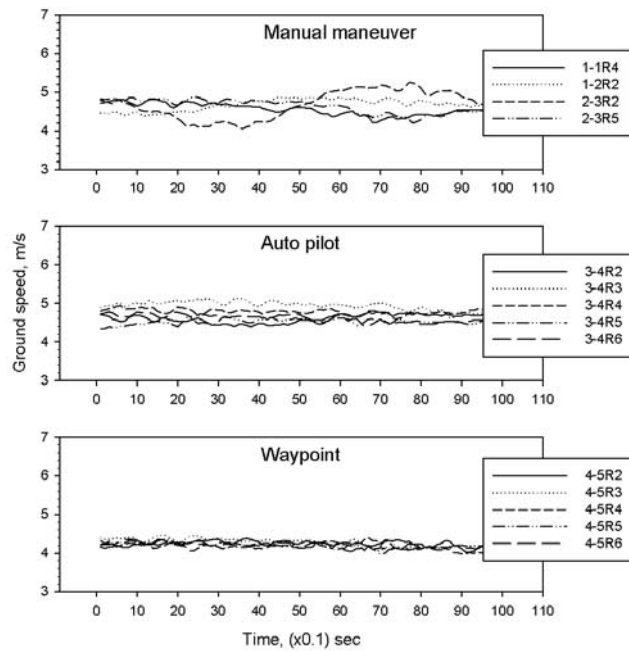 Manual maneuver
7
6
5
4
3
0 10 20 30 40 50 60 70 80 90 100 110
1-1R4
1-2R2
2-3R2
2-3R5
Ground speed, m/s
Auto pilot
7
6
5
4
3
0 10 20 30 40 50 60 70 80 90 100 110
3-4R2
3-4R3
3-4R4
3-4R5
3-4R6
Waypoint
7
6
5
4
3
0 10 20 30 40 50 60 70 80 90 100 110
4-5R2
4-5R3
4-5R4
4-5R5
4-5R6
Time, (x0.1) sec